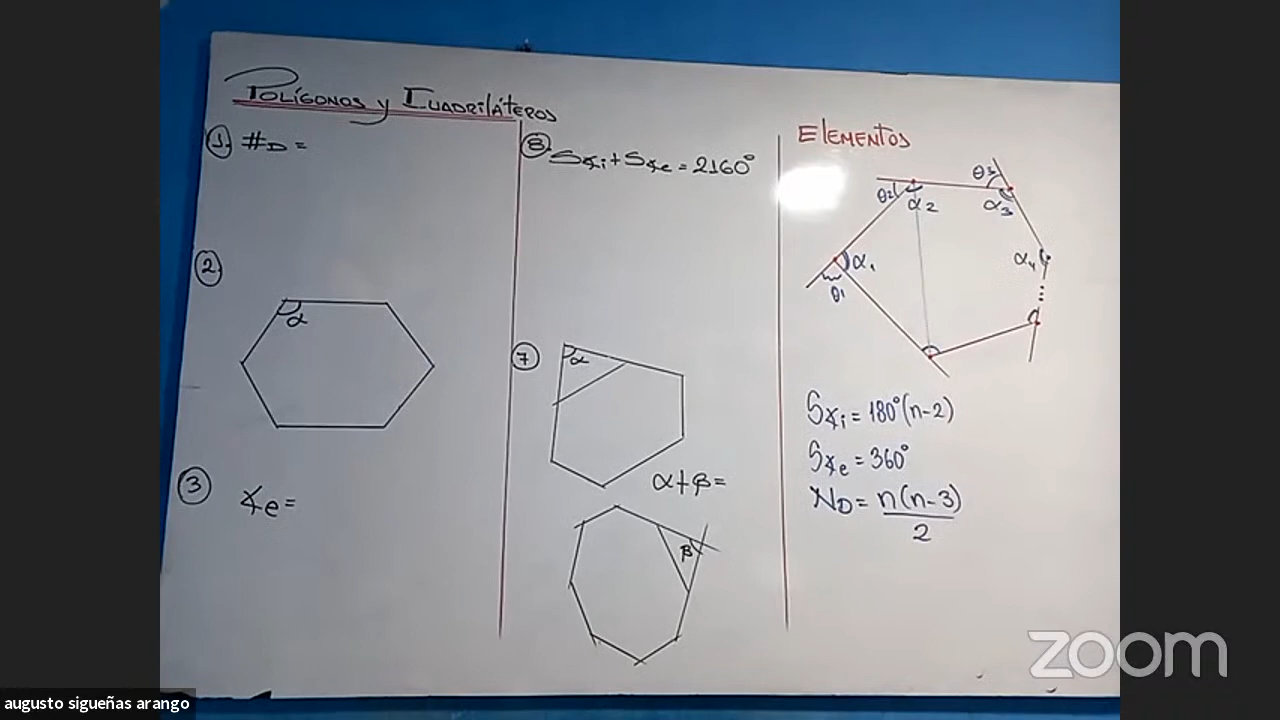 Polígonos y Cuadriláteros
1. #D =
2.
α
3 ∡e =
8. S∡i + S∡e = 2160°
7
α
α+β=
β
Elementos
θ3
θ2
α2
α3
α1
α4
θ1
S∡i = 180°(n-2)
S∡e = 360°
ND = n(n-3)
2
zoom
augusto sigueñas arango